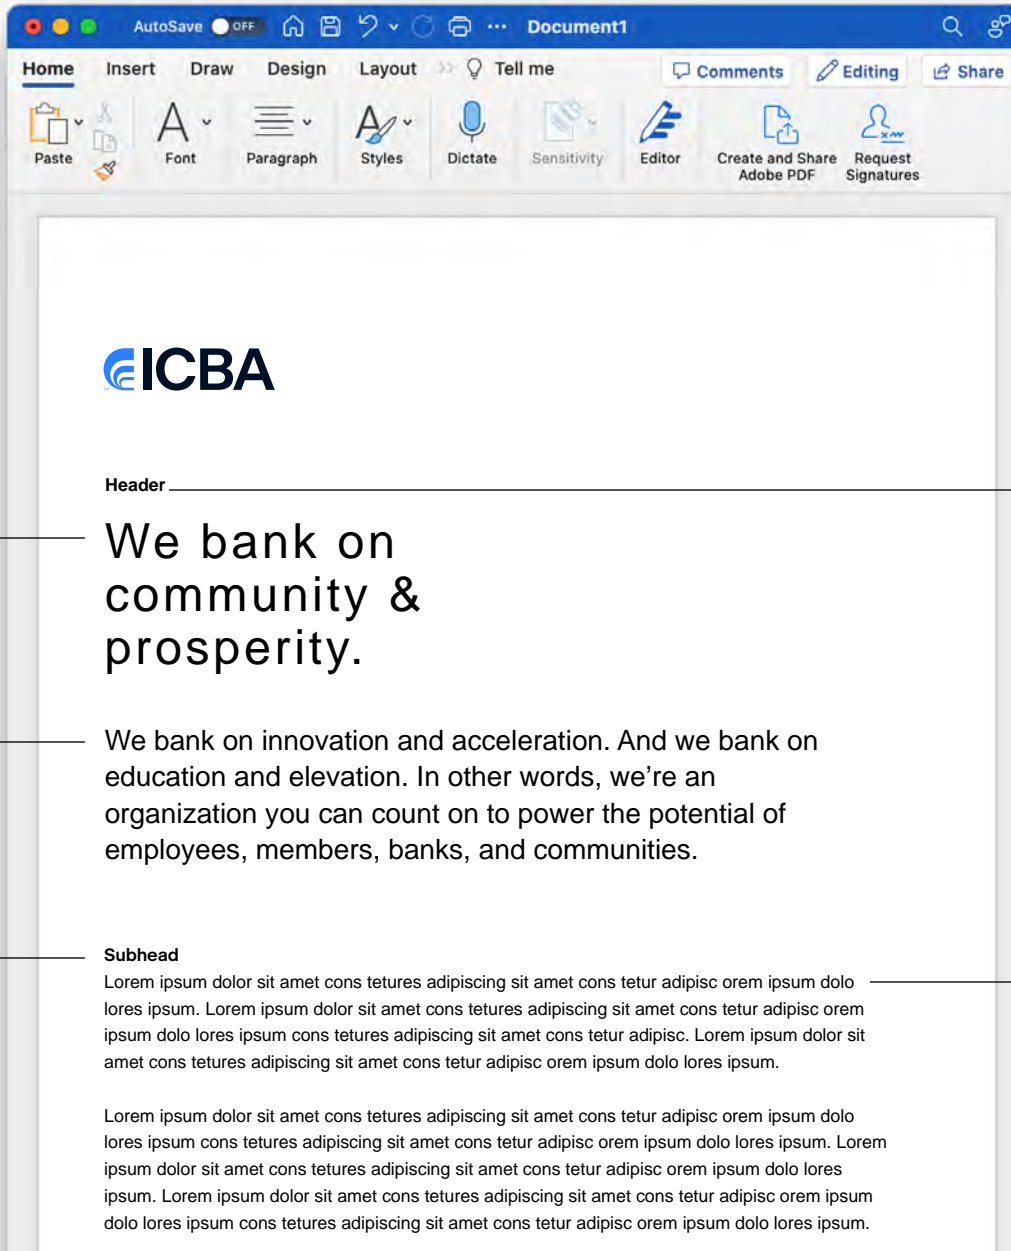 AutoSave OFF ··· Document1
Home Insert Draw Design Layout >> Tell me Comments Editing Share
Paste Font Paragraph Styles Dictate Sensitivity Editor Create and Share Adobe PDF Request Signatures
ICBA
Header
We bank on
community &
prosperity.
We bank on innovation and acceleration. And we bank on
education and elevation. In other words, we’re an
organization you can count on to power the potential of
employees, members, banks, and communities.
Subhead
Lorem ipsum dolor sit amet cons tetures adipiscing sit amet cons tetur adipisc orem ipsum dolo
lores ipsum. Lorem ipsum dolor sit amet cons tetures adipiscing sit amet cons tetur adipisc orem
ipsum dolo lores ipsum cons tetures adipiscing sit amet cons tetur adipisc. Lorem ipsum dolor sit
amet cons tetures adipiscing sit amet cons tetur adipisc orem ipsum dolo lores ipsum.
Lorem ipsum dolor sit amet cons tetures adipiscing sit amet cons tetur adipisc orem ipsum dolo
lores ipsum cons tetures adipiscing sit amet cons tetur adipisc orem ipsum dolo lores ipsum. Lorem
ipsum dolor sit amet cons tetures adipiscing sit amet cons tetur adipisc orem ipsum dolo lores
ipsum. Lorem ipsum dolor sit amet cons tetures adipiscing sit amet cons tetur adipisc orem ipsum
dolo lores ipsum cons tetures adipiscing sit amet cons tetur adipisc orem ipsum dolo lores ipsum.